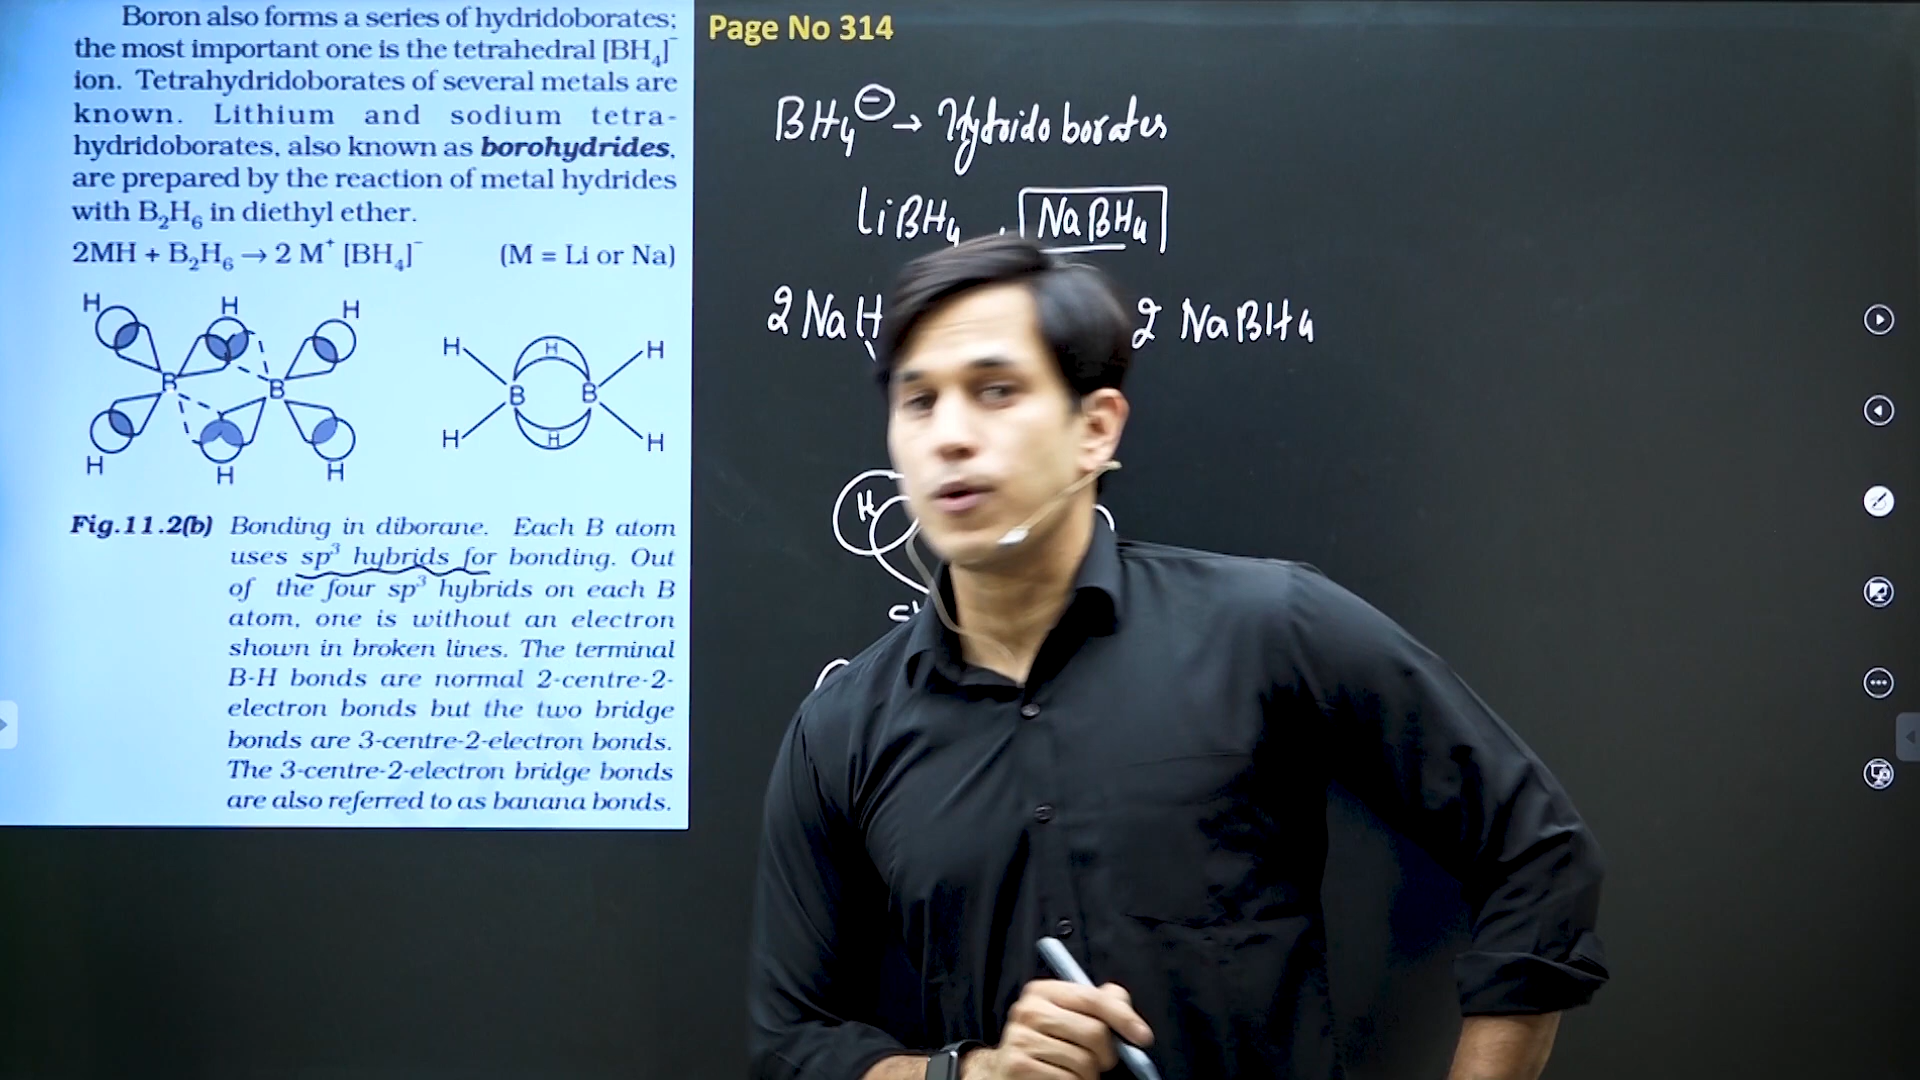 Boron also forms a series of hydridoborates;
the most important one is the tetrahedral [BH₄]⁻
ion. Tetrahydridoborates of several metals are
known. Lithium and sodium tetra-
hydridoborates, also known as borohydrides,
are prepared by the reaction of metal hydrides
with B₂H₆ in diethyl ether.
2MH + B₂H₆ → 2 M⁺ [BH₄]⁻ (M = Li or Na)
H H H
B B
H H H
H H H
B B
H H H
Fig.11.2(b) Bonding in diborane. Each B atom
uses sp³ hybrids for bonding. Out
of the four sp³ hybrids on each B
atom, one is without an electron
shown in broken lines. The terminal
B-H bonds are normal 2-centre-2-
electron bonds but the two bridge
bonds are 3-centre-2-electron bonds.
The 3-centre-2-electron bridge bonds
are also referred to as banana bonds.
Page No 314
BH₄⊖ → Hydrido borates
LiBH₄ , NaBH₄
2 NaH 2 NaBH₄
H